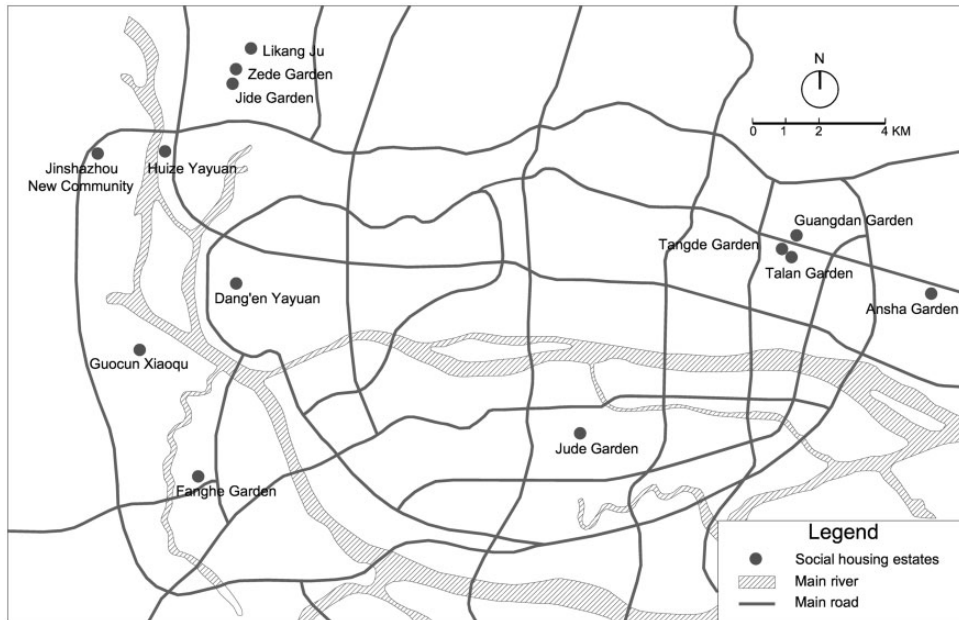 Likang Ju
Zede Garden
Jide Garden
N
0 1 2 4 KM
Jinshazhou
New Community
Huize Yayuan
Guangdan Garden
Tangde Garden
Talan Garden
Dang'en Yayuan
Ansha Garden
Guocun Xiaoqu
Jude Garden
Fanghe Garden
Legend
Social housing estates
Main river
Main road